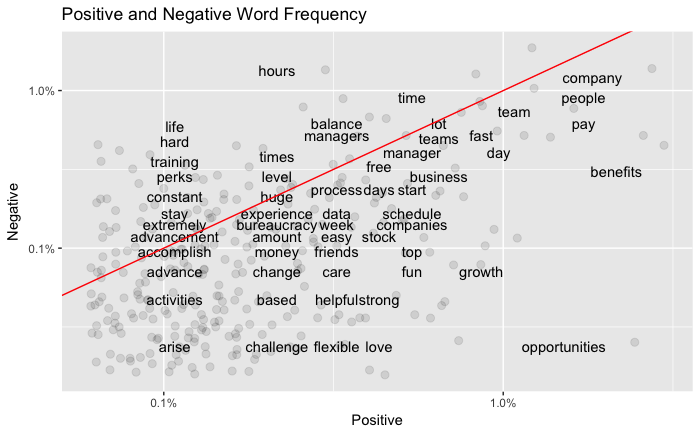 Positive and Negative Word Frequency
hours
company
time
people
1.0%
team
life
balance
lot
pay
managers
fast
hard
teams
times
manager
day
training
free
benefits
perks
level
business
process days start
constant
huge
stay
experience data schedule
extremely
bureaucracy week companies
advancement amount easy stock
0.1%
accomplish money friends top
advance change care fun growth
activities based helpful strong
arise challenge flexible love opportunities
0.1%
1.0%
Positive
Negative